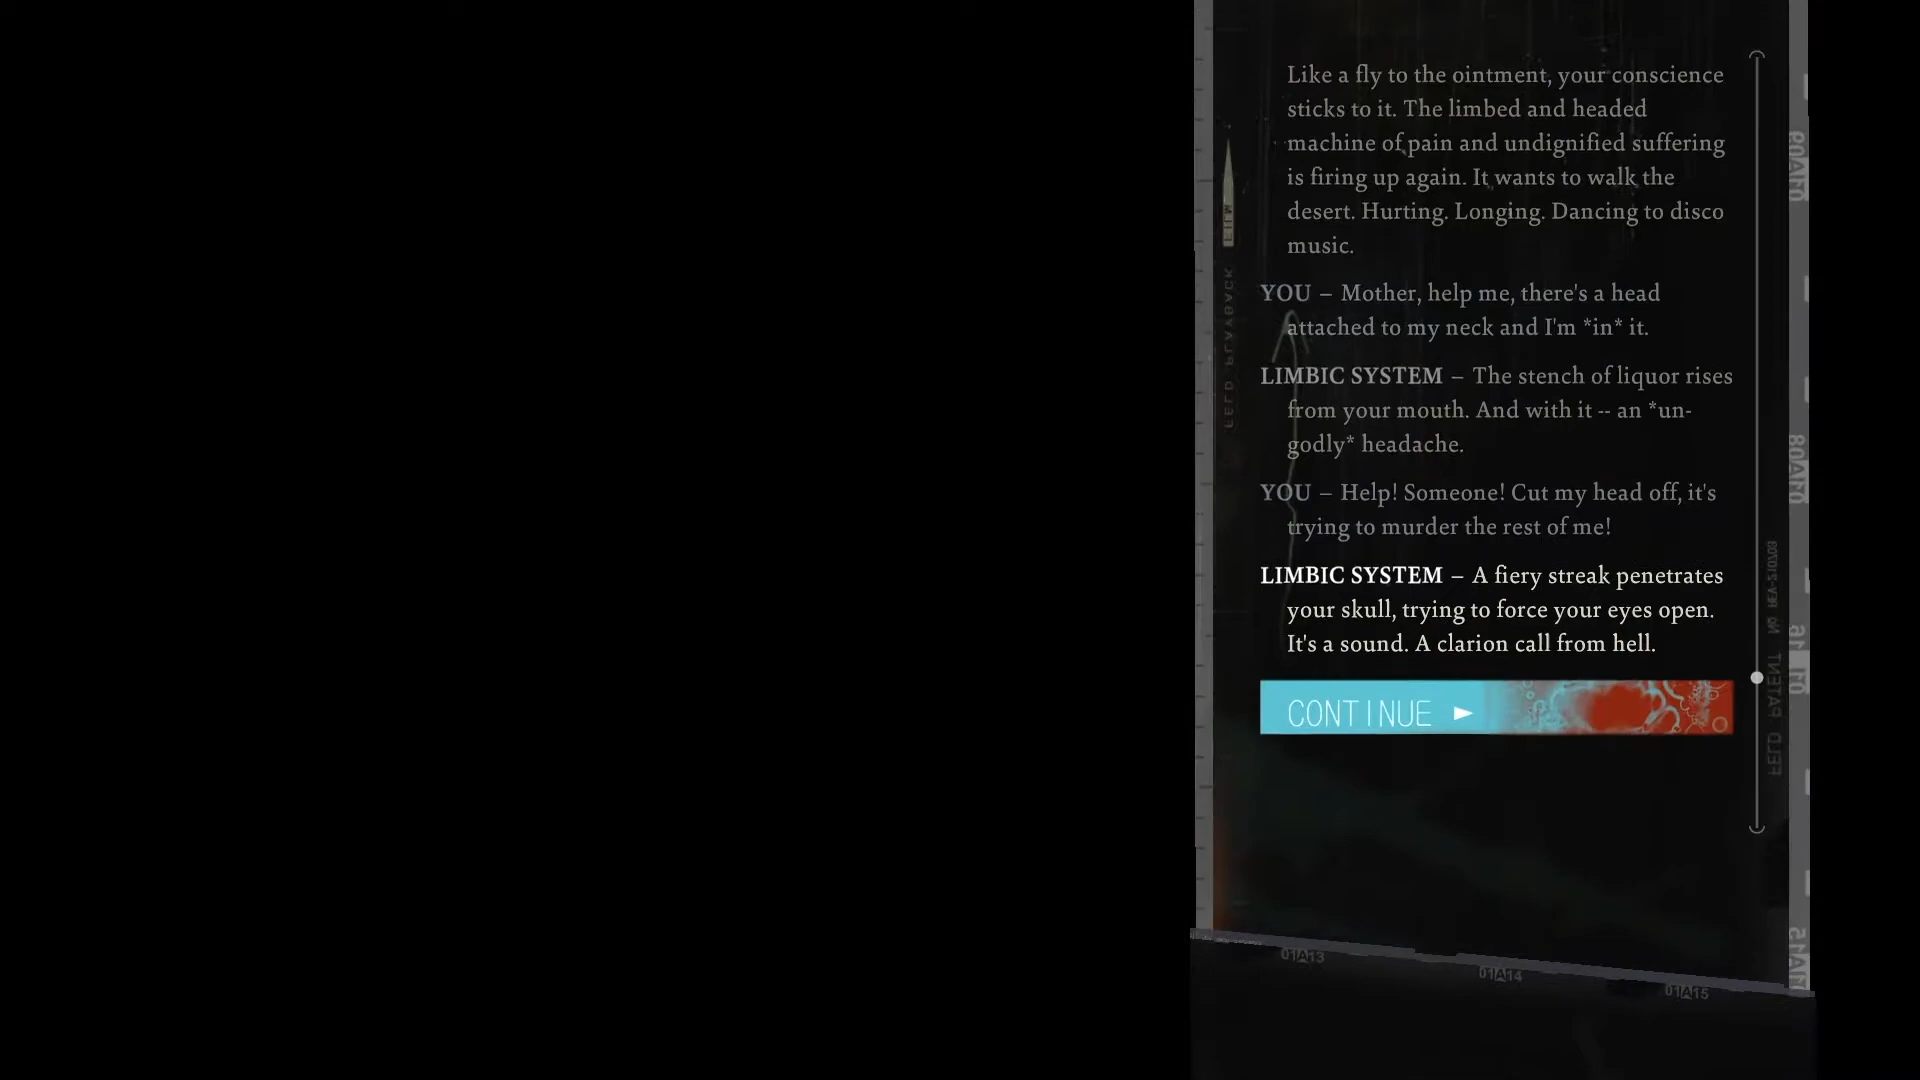 Like a fly to the ointment, your conscience
sticks to it. The limbed and headed
machine of pain and undignified suffering
is firing up again. It wants to walk the
desert. Hurting. Longing. Dancing to disco
music.
YOU – Mother, help me, there's a head
attached to my neck and I'm *in* it.
LIMBIC SYSTEM – The stench of liquor rises
from your mouth. And with it -- an *un-
godly* headache.
YOU – Help! Someone! Cut my head off, it's
trying to murder the rest of me!
LIMBIC SYSTEM – A fiery streak penetrates
your skull, trying to force your eyes open.
It's a sound. A clarion call from hell.
CONTINUE
FELD PLAYBACK
FELD PATENT
01A13
01A14
01A15